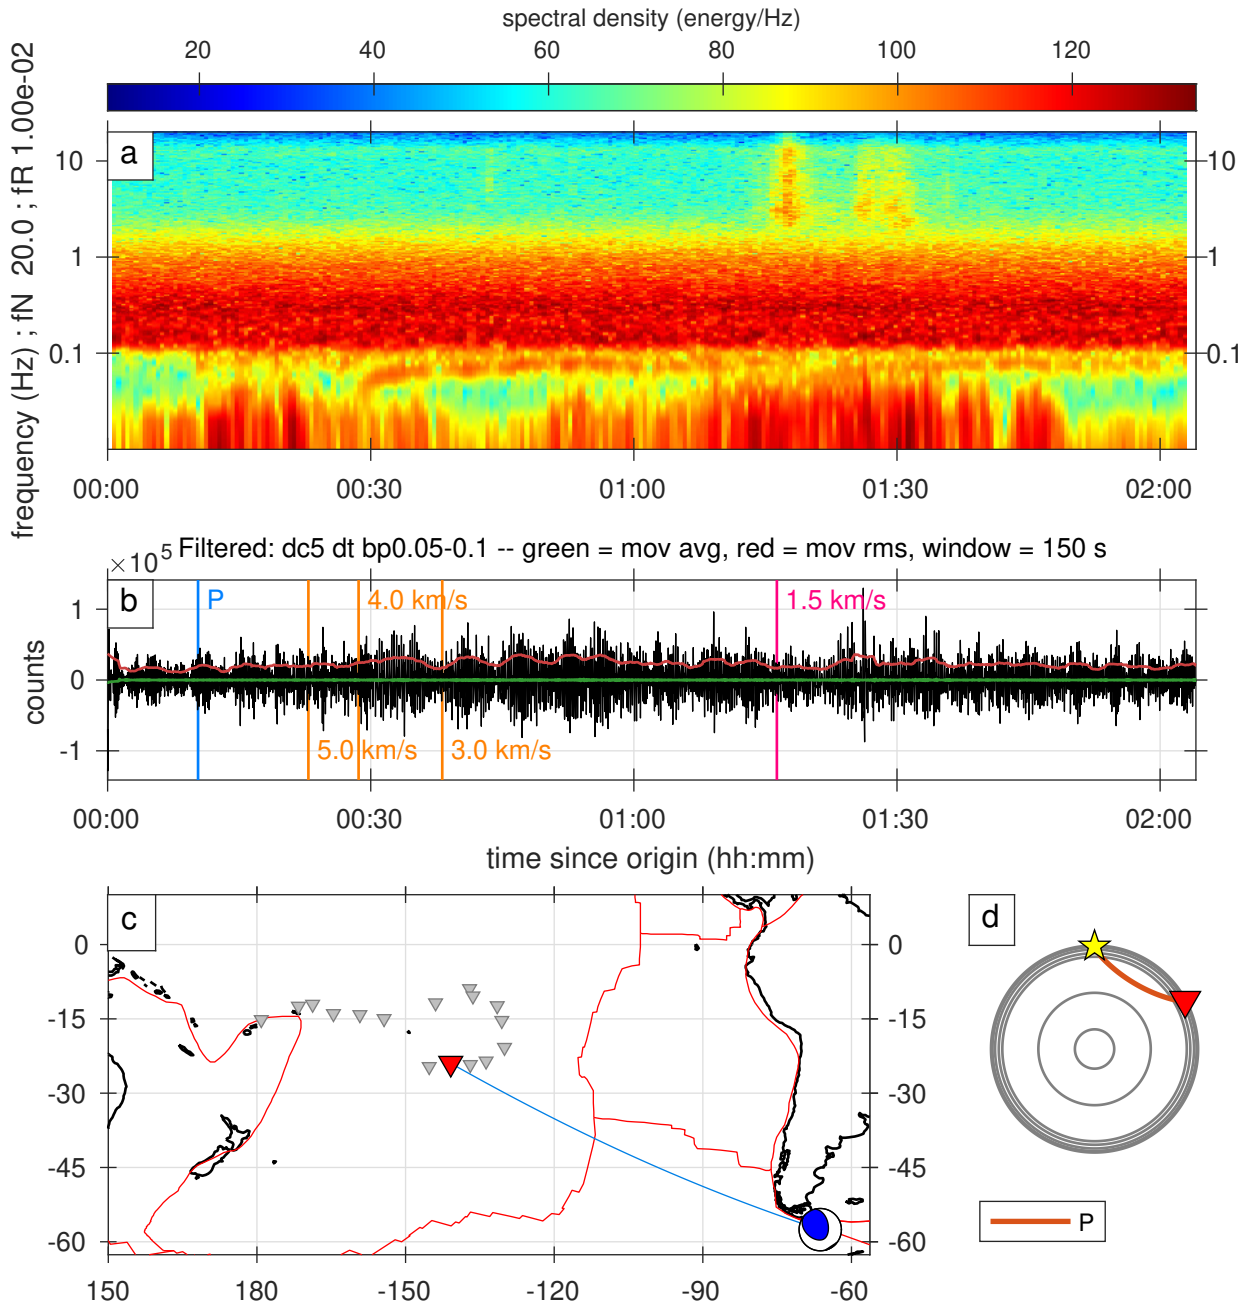 spectral density (energy/Hz)
20 40 60 80 100 120
frequency (Hz) ; fN 20.0 ; fR 1.00e-02
a
10 10
1 1
0.1 0.1
00:00 00:30 01:00 01:30 02:00
×10^5 Filtered: dc5 dt bp0.05-0.1 -- green = mov avg, red = mov rms, window = 150 s
b
P 4.0 km/s 1.5 km/s
counts
1
0
-1
5.0 km/s 3.0 km/s
00:00 00:30 01:00 01:30 02:00
time since origin (hh:mm)
c
d
0 0
-15 -15
-30 -30
-45 -45
-60 -60
150 180 -150 -120 -90 -60
P